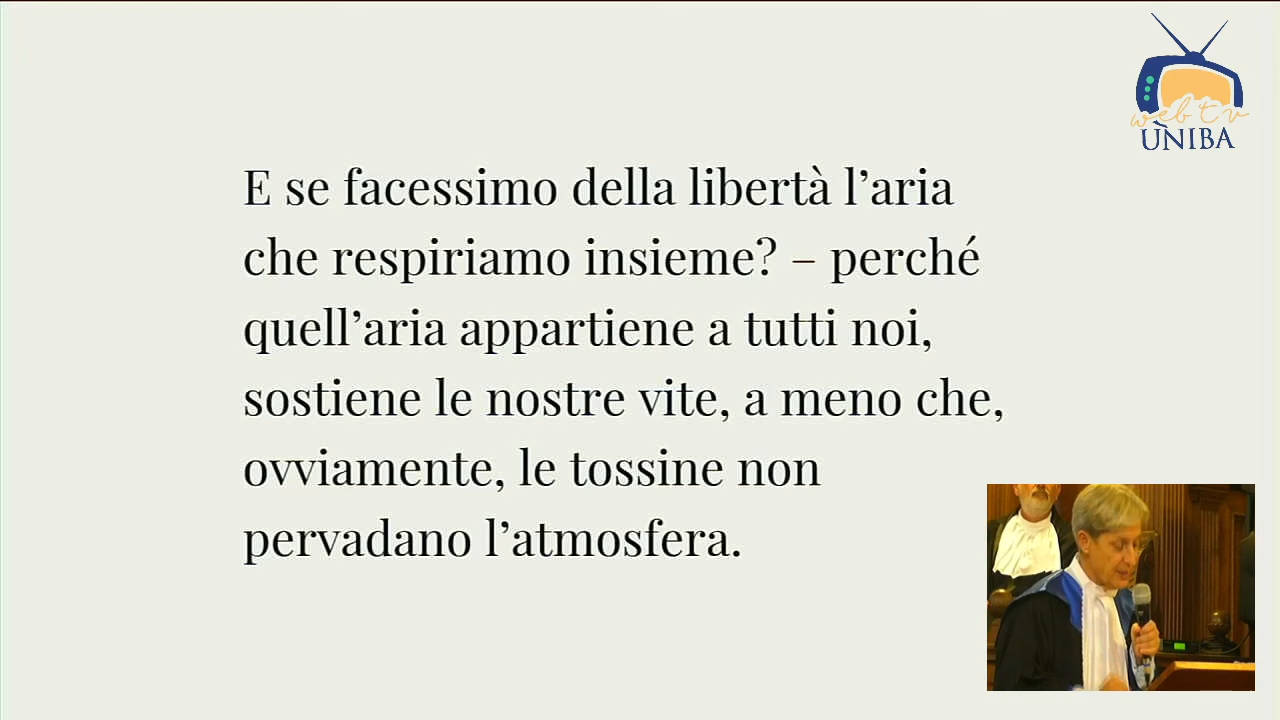 web tv
UNIBA
E se facessimo della libertà l’aria
che respiriamo insieme? – perché
quell’aria appartiene a tutti noi,
sostiene le nostre vite, a meno che,
ovviamente, le tossine non
pervadano l’atmosfera.